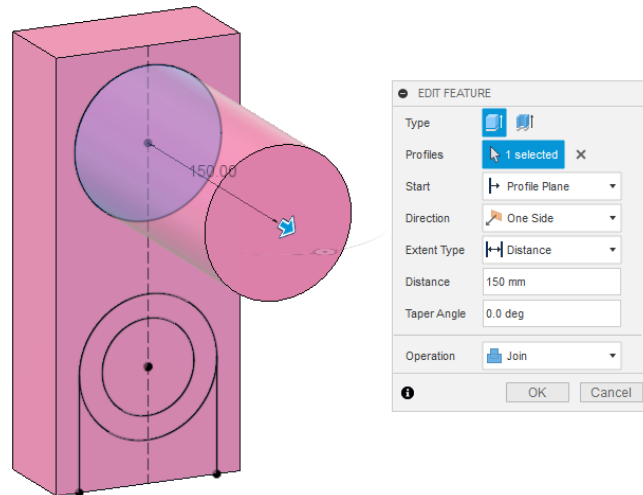 150.00
EDIT FEATURE
Type
Profiles 1 selected
Start Profile Plane
Direction One Side
Extent Type Distance
Distance 150 mm
Taper Angle 0.0 deg
Operation Join
OK Cancel